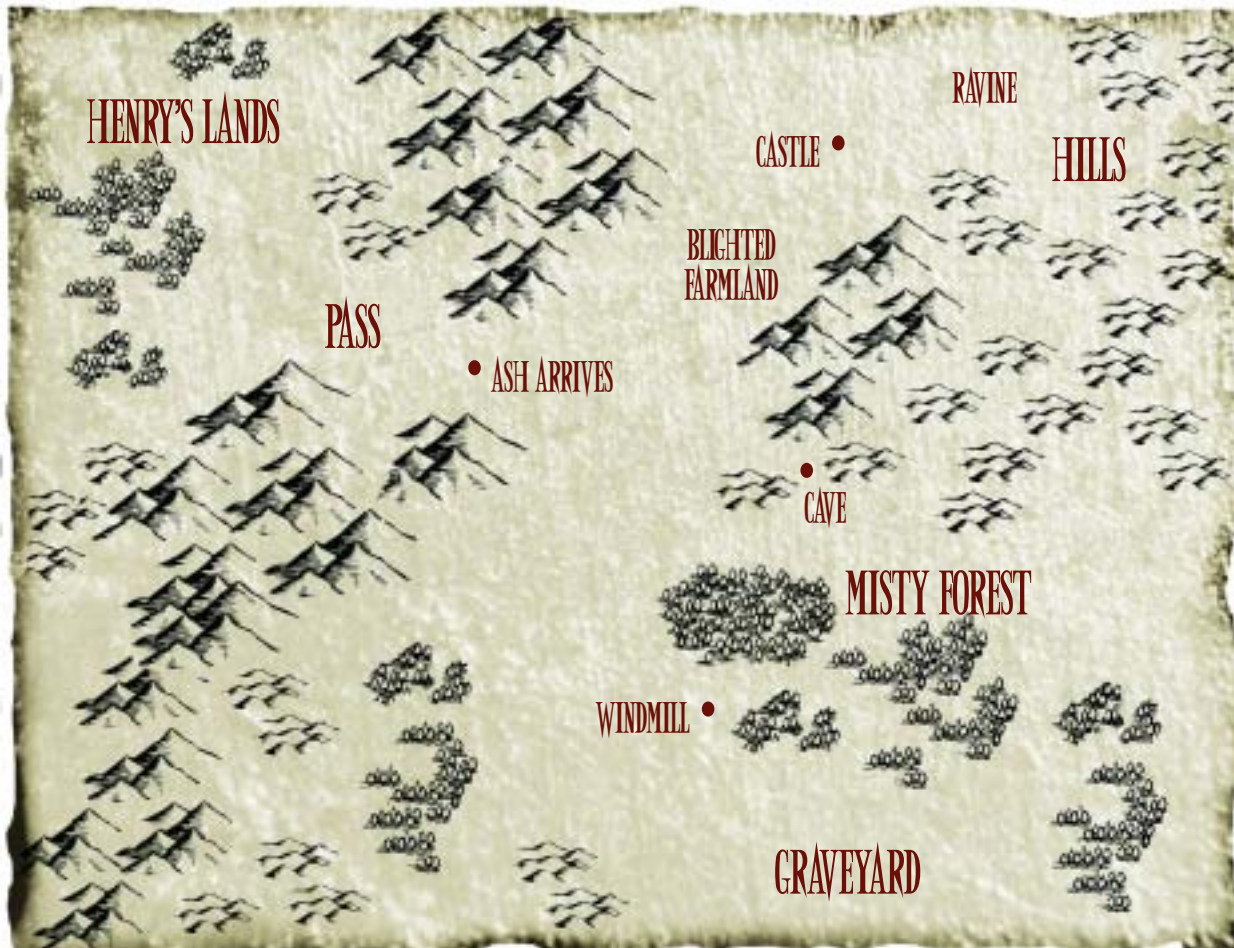 RAVINE
HENRY'S LANDS
CASTLE
HILLS
BLIGHTED
FARMLAND
PASS
ASH ARRIVES
CAVE
MISTY FOREST
WINDMILL
GRAVEYARD